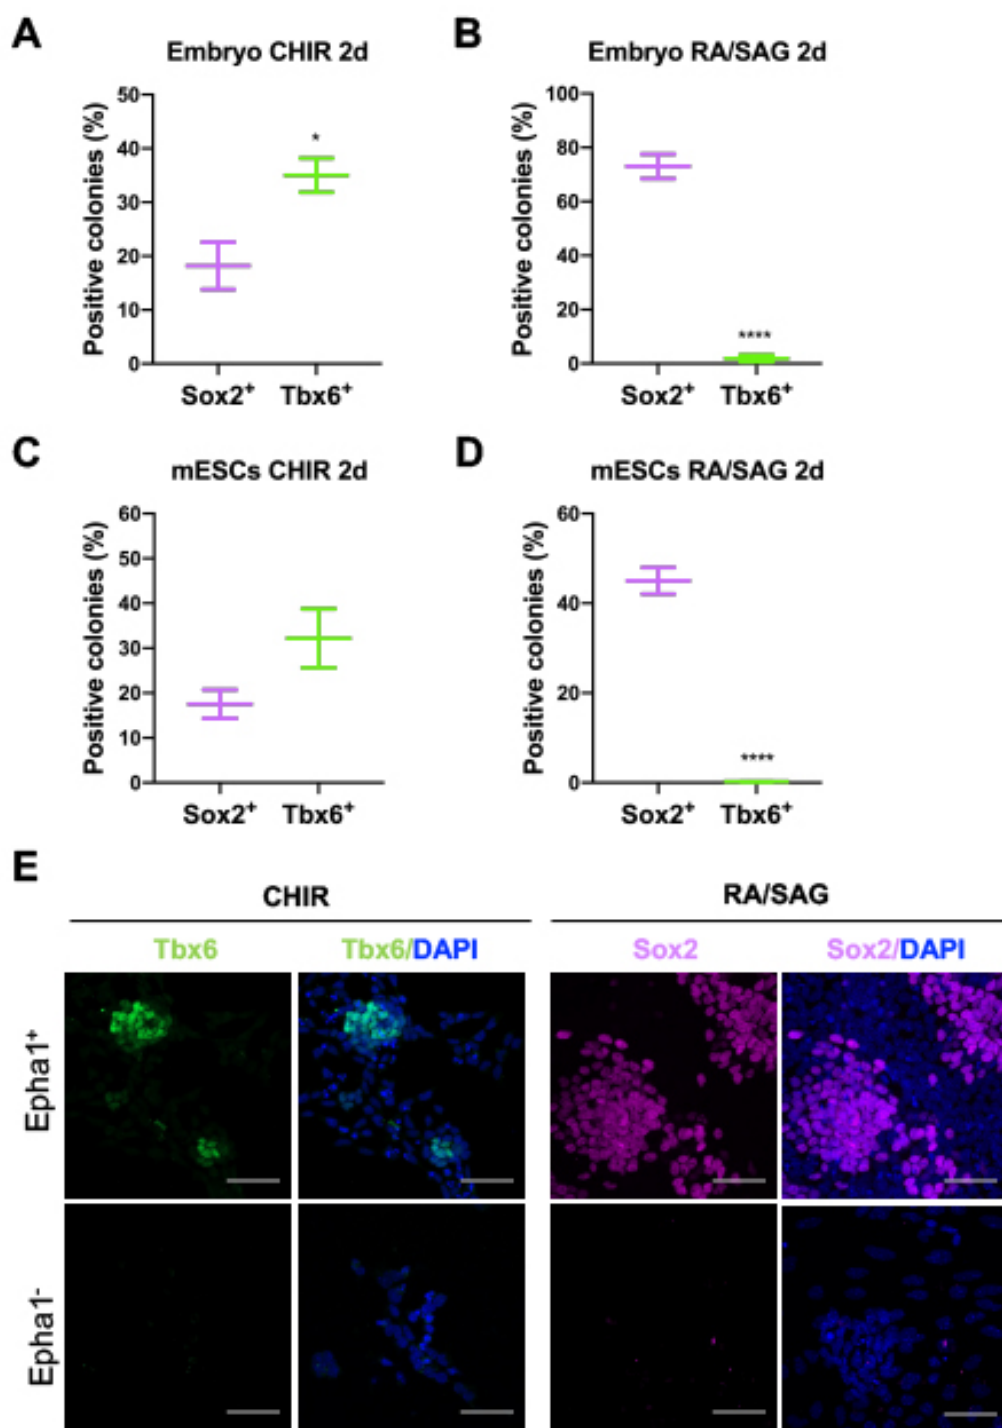 A
Embryo CHIR 2d
Positive colonies (%)
50
40
30
20
10
0
*
Sox2⁺ Tbx6⁺
B
Embryo RA/SAG 2d
Positive colonies (%)
100
80
60
40
20
0
****
Sox2⁺ Tbx6⁺
C
mESCs CHIR 2d
Positive colonies (%)
60
50
40
30
20
10
0
Sox2⁺ Tbx6⁺
D
mESCs RA/SAG 2d
Positive colonies (%)
60
40
20
0
****
Sox2⁺ Tbx6⁺
E
CHIR RA/SAG
Tbx6 Tbx6/DAPI Sox2 Sox2/DAPI
Epha1⁺
Epha1⁻